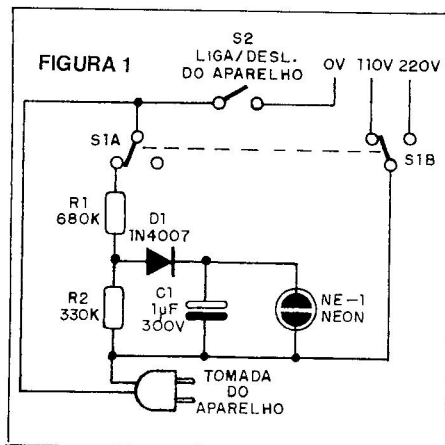 FIGURA 1
S2
LIGA/DESL.
DO APARELHO
0V 110V 220V
S1A
S1B
R1
680K
D1
1N4007
R2
330K
C1
1µF
300V
NE-1
NEON
TOMADA
DO
APARELHO